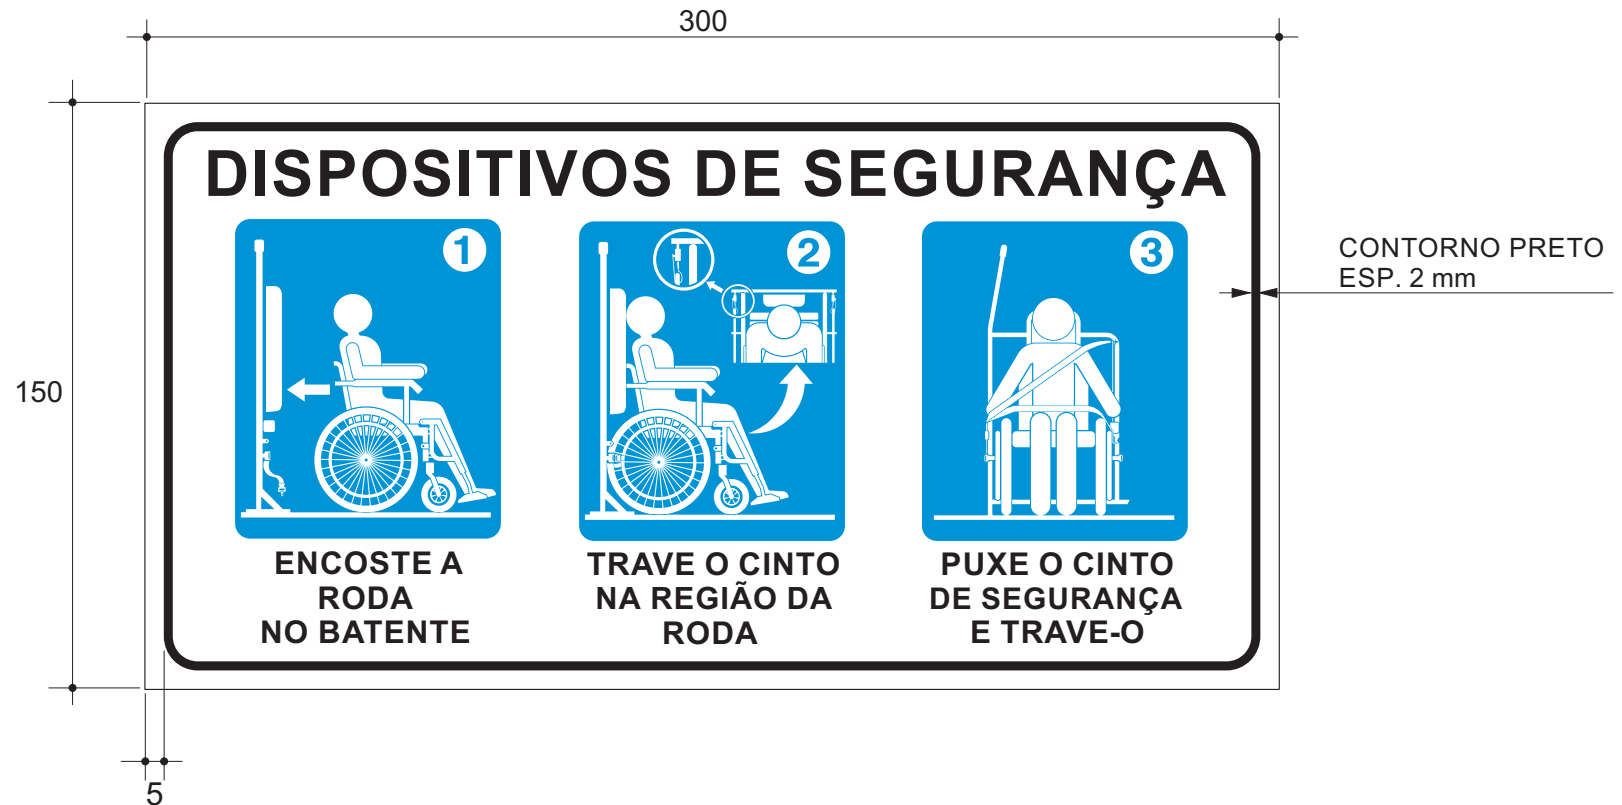 300
DISPOSITIVOS DE SEGURANÇA
1
2
3
CONTORNO PRETO
ESP. 2 mm
150
ENCOSTE A
RODA
NO BATENTE
TRAVE O CINTO
NA REGIÃO DA
RODA
PUXE O CINTO
DE SEGURANÇA
E TRAVE-O
5